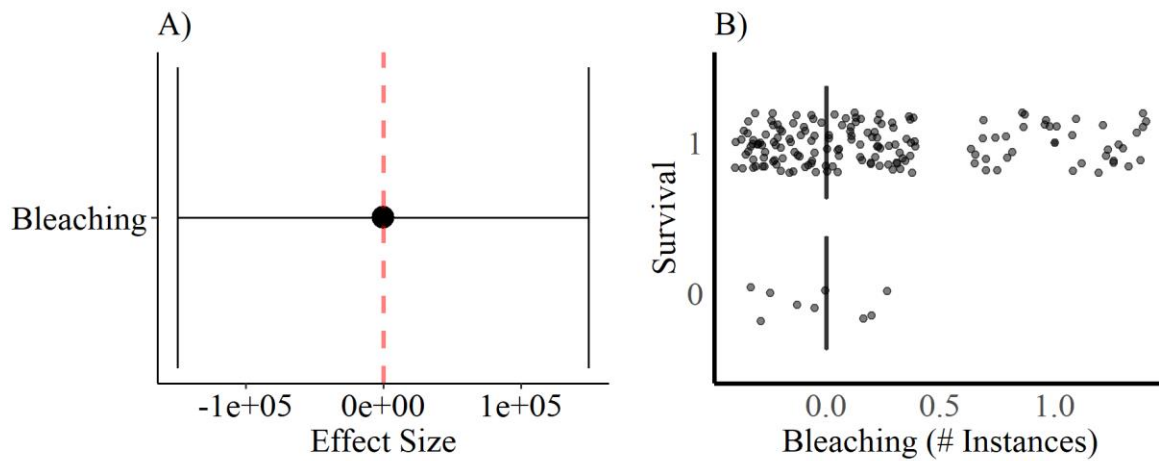 A)
Bleaching
-1e+05 0e+00 1e+05
Effect Size
B)
Survival
1
0
0.0 0.5 1.0
Bleaching (# Instances)